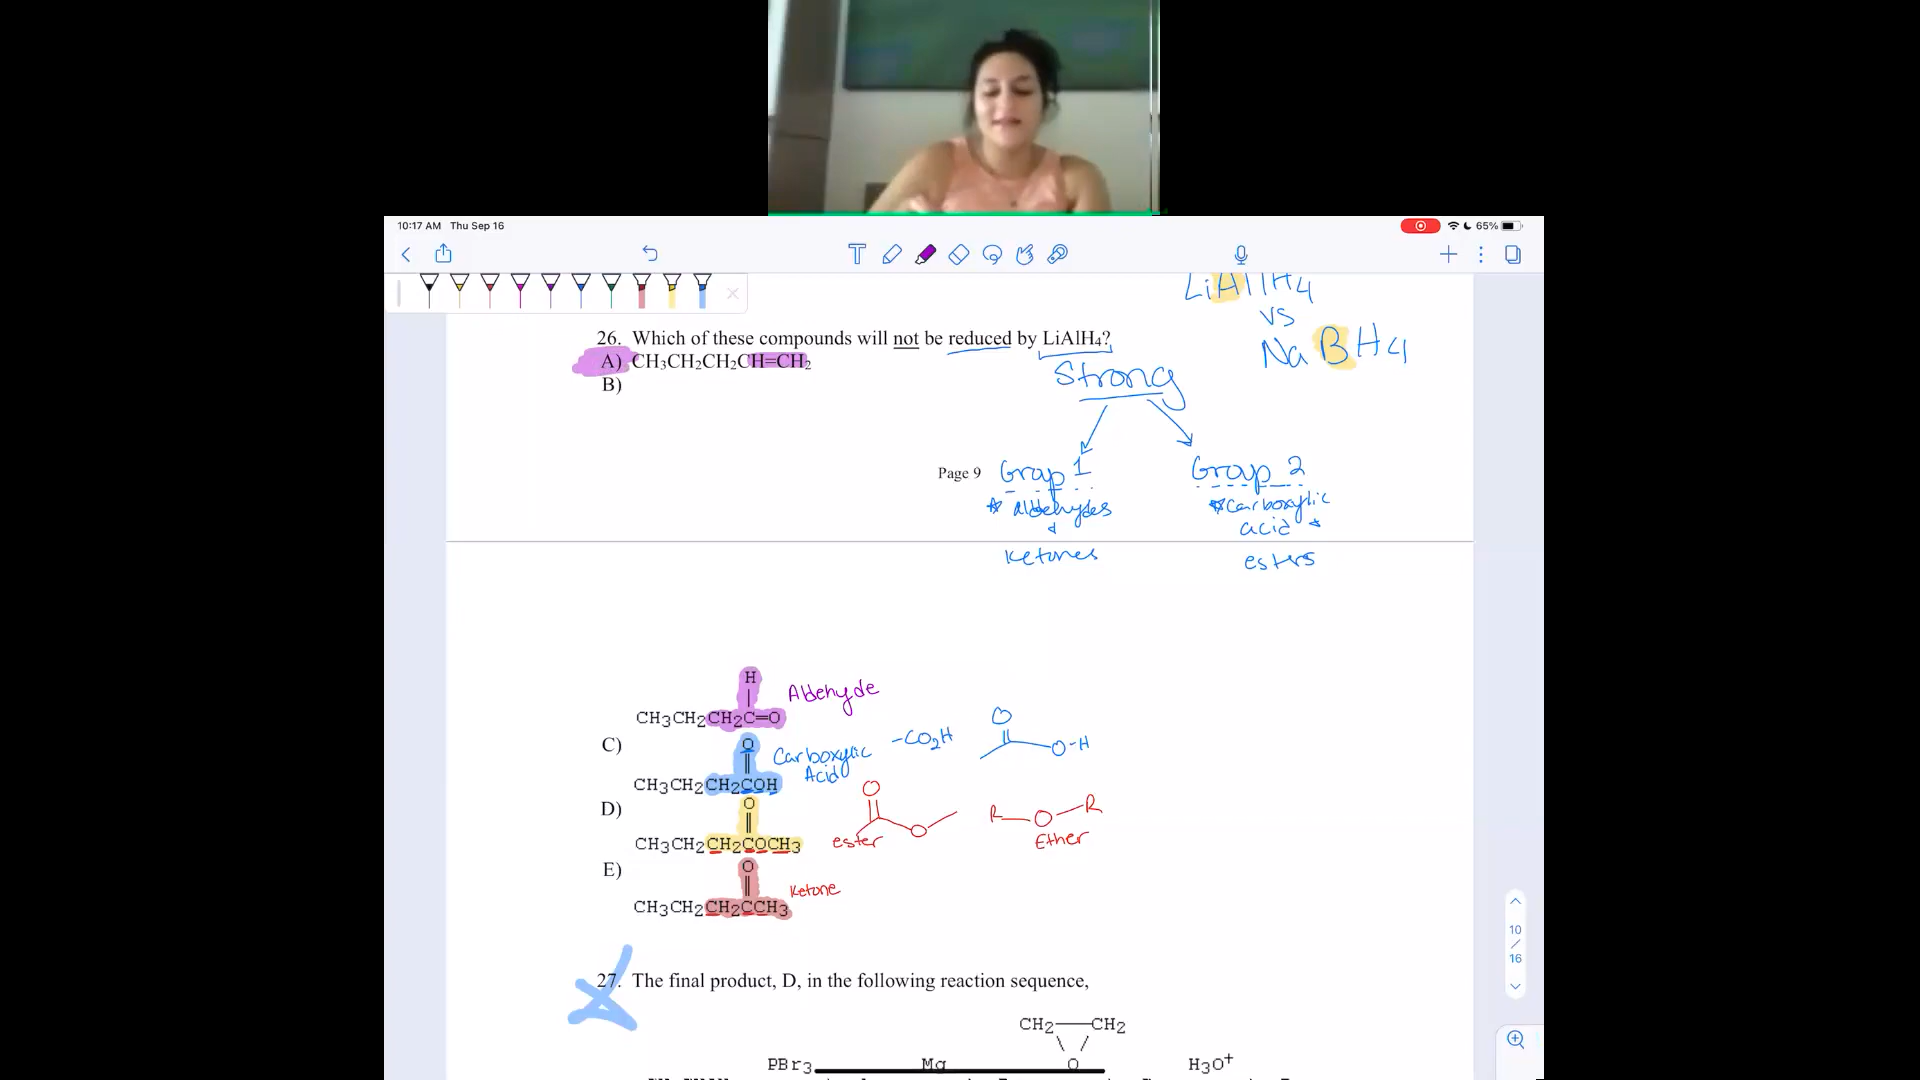 10:17 AM Thu Sep 16
65%
LiAlH4
vs
NaBH4
26. Which of these compounds will not be reduced by LiAlH4?
A) CH3CH2CH2CH=CH2
Strong
B)
Page 9
Group 1
Group 2
aldehydes
carboxylic
acid
ketones
esters
H
Aldehyde
CH3CH2CH2C=O
C)
O
Carboxylic
Acid
-CO2H
O
O-H
CH3CH2CH2COH
D)
O
O
O
ester
R O R
Ether
CH3CH2CH2COCH3
E)
O
Ketone
CH3CH2CH2CCH3
27. The final product, D, in the following reaction sequence,
CH2 CH2
O
PBr3
Mg
H3O+
10
/
16